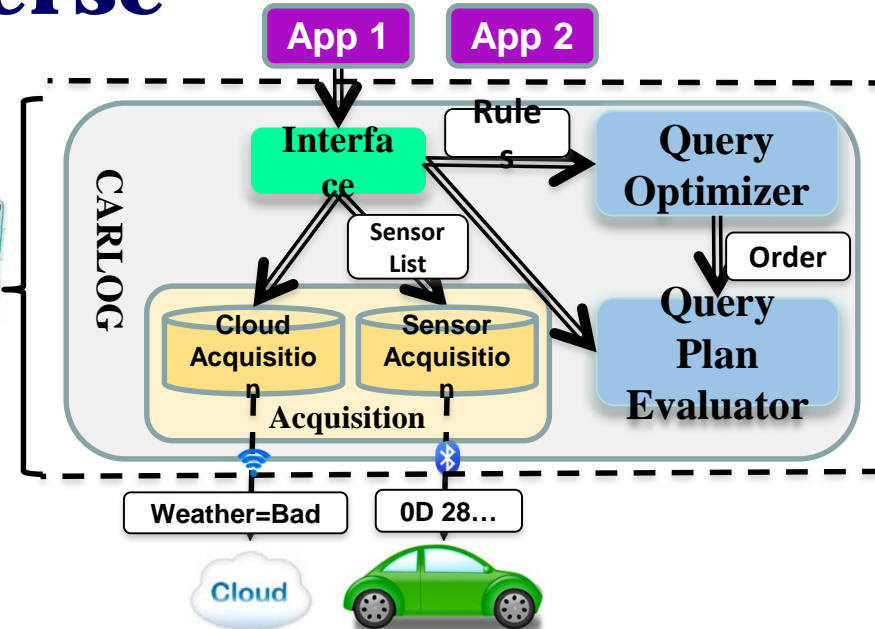 erse
App 1
App 2
Rule
s
Interfa
ce
Query
Optimizer
CARLOG
Sensor
List
Order
Cloud
Acquisitio
n
Sensor
Acquisitio
n
Query
Plan
Evaluator
Acquisition
Weather=Bad
0D 28…
Cloud